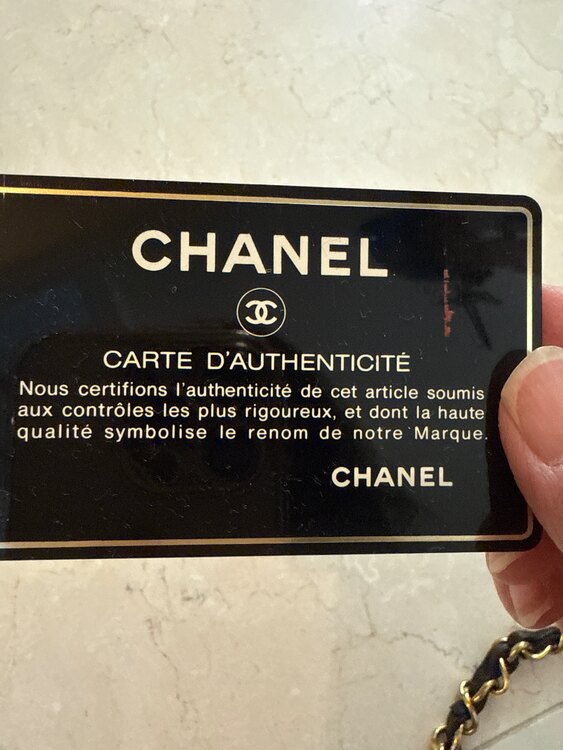 CHANEL
CARTE D'AUTHENTICITÉ
Nous certifions l'authenticité de cet article soumis
aux contrôles les plus rigoureux, et dont la haute
qualité symbolise le renom de notre Marque.
CHANEL